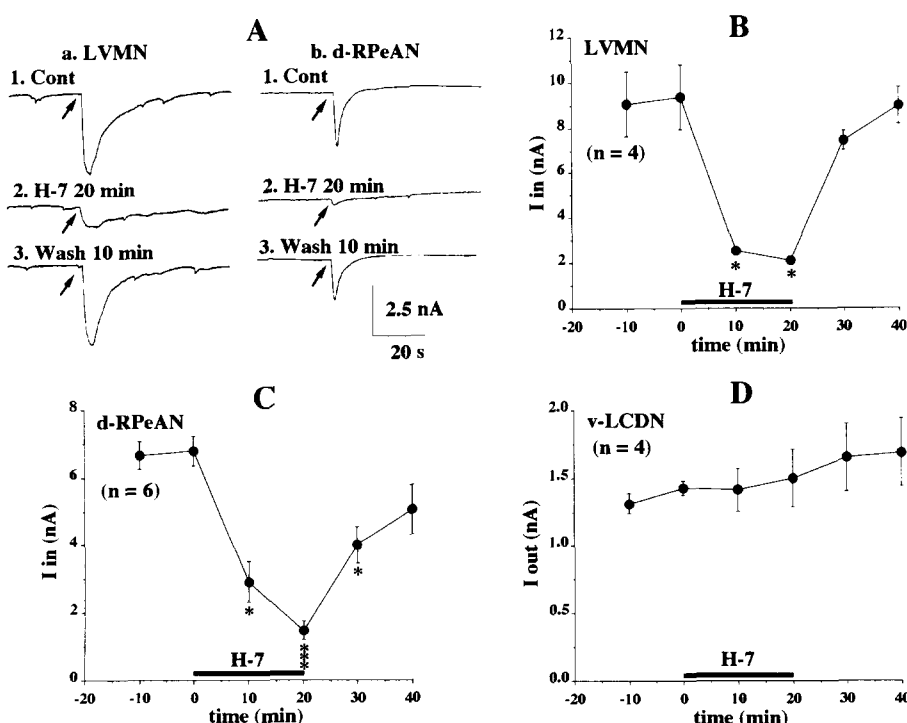 A
a. LVMN
b. d-RPeAN
1. Cont
1. Cont
2. H-7 20 min
2. H-7 20 min
3. Wash 10 min
3. Wash 10 min
2.5 nA
20 s
B
LVMN
(n = 4)
I in (nA)
12
10
8
6
4
2
0
* *
H-7
-20 -10 0 10 20 30 40
time (min)
C
d-RPeAN
(n = 6)
I in (nA)
8
6
4
2
0
* *** *
H-7
-20 -10 0 10 20 30 40
time (min)
D
v-LCDN
(n = 4)
I out (nA)
2.0
1.5
1.0
0.5
0.0
H-7
-20 -10 0 10 20 30 40
time (min)